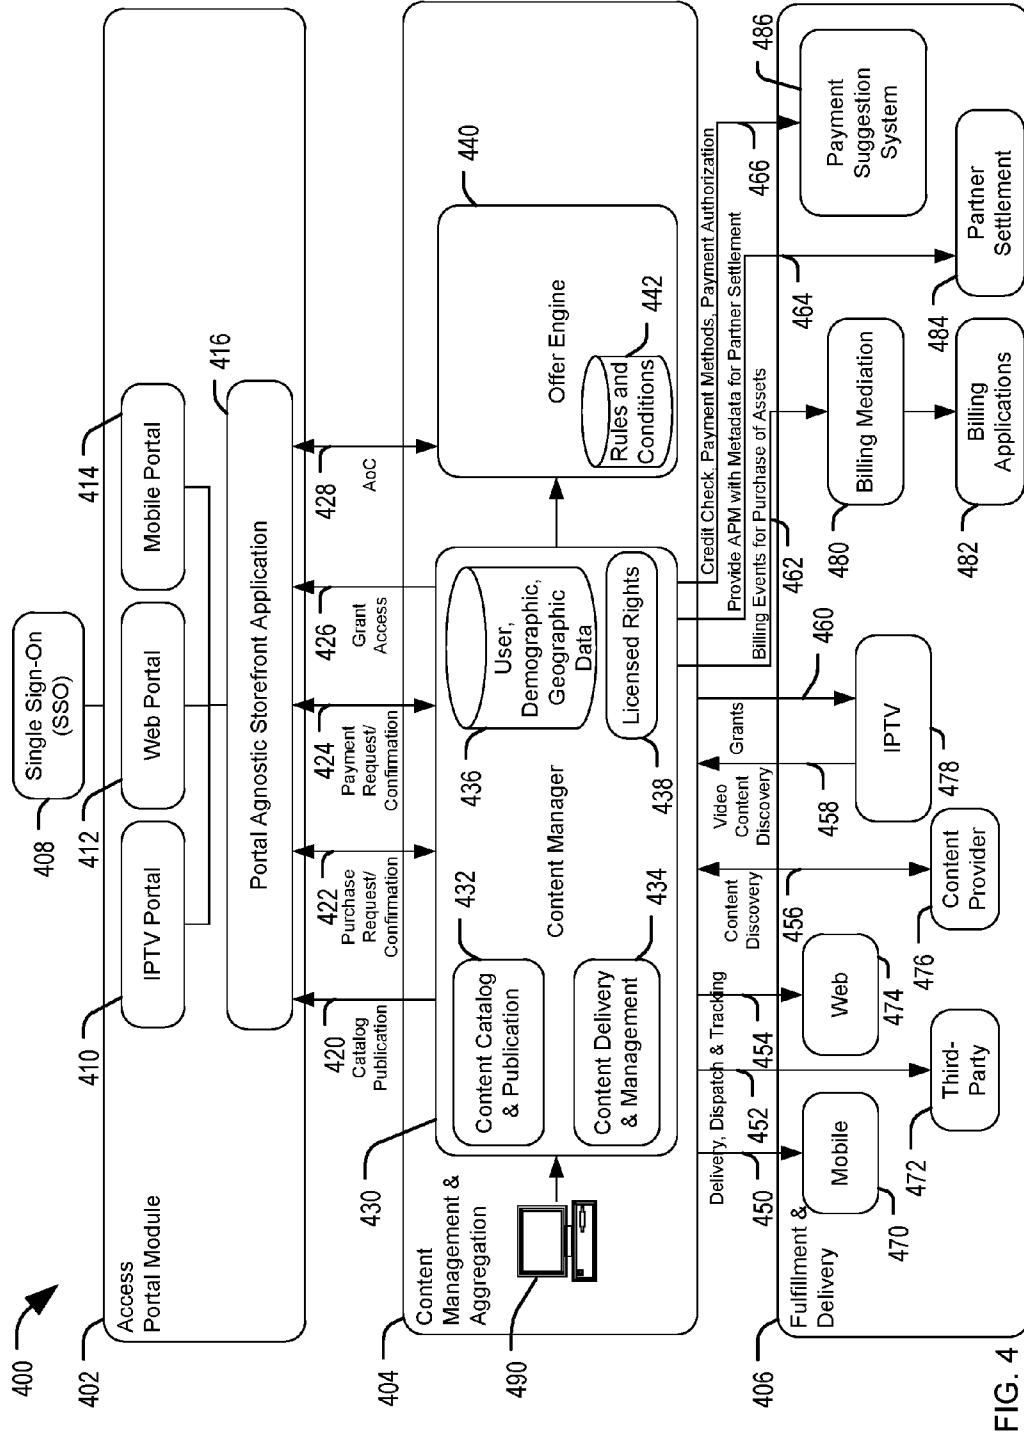 400
402
Access
Portal Module
408
Single Sign-On
(SSO)
410
IPTV Portal
412
Web Portal
414
Mobile Portal
416
Portal Agnostic Storefront Application
420
Catalog
Publication
422
Purchase
Request/
Confirmation
424
Payment
Request/
Confirmation
426
Grant
Access
428
AoC
404
Content
Management &
Aggregation
490
430
Content Manager
432
Content Catalog
& Publication
434
Content Delivery
& Management
436
User,
Demographic,
Geographic
Data
438
Licensed Rights
440
Offer Engine
442
Rules and
Conditions
Delivery, Dispatch & Tracking
450
452
454
Content
Discovery
456
Video
Content
Discovery
458
Grants
460
Credit Check, Payment Methods, Payment Authorization
Provide APM with Metadata for Partner Settlement
Billing Events for Purchase of Assets
462
464
466
406
Fulfillment &
Delivery
470
Mobile
472
Third-
Party
474
Web
476
Content
Provider
478
IPTV
480
Billing Mediation
482
Billing
Applications
484
Partner
Settlement
486
Payment
Suggestion
System
FIG. 4